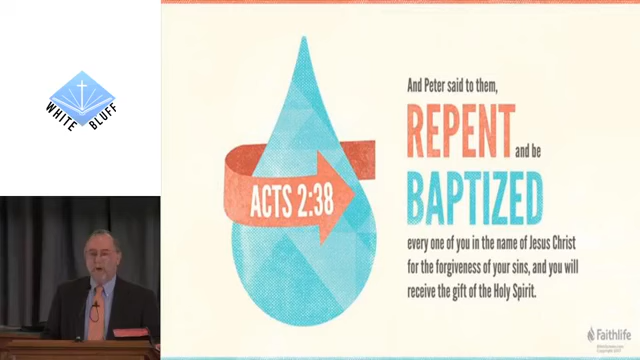 WHITE BLUFF
ACTS 2:38
And Peter said to them,
REPENT and be
BAPTIZED
every one of you in the name of Jesus Christ
for the forgiveness of your sins, and you will
receive the gift of the Holy Spirit.
Faithlife